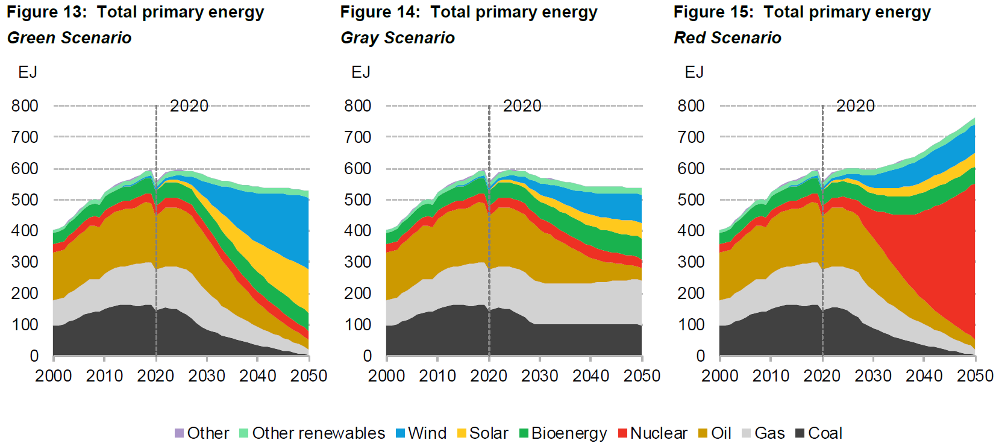 Figure 13: Total primary energy
Green Scenario
EJ
800
700
600
500
400
300
200
100
0
2020
2000 2010 2020 2030 2040 2050
Figure 14: Total primary energy
Gray Scenario
EJ
800
700
600
500
400
300
200
100
0
2020
2000 2010 2020 2030 2040 2050
Figure 15: Total primary energy
Red Scenario
EJ
800
700
600
500
400
300
200
100
0
2020
2000 2010 2020 2030 2040 2050
Other Other renewables Wind Solar Bioenergy Nuclear Oil Gas Coal